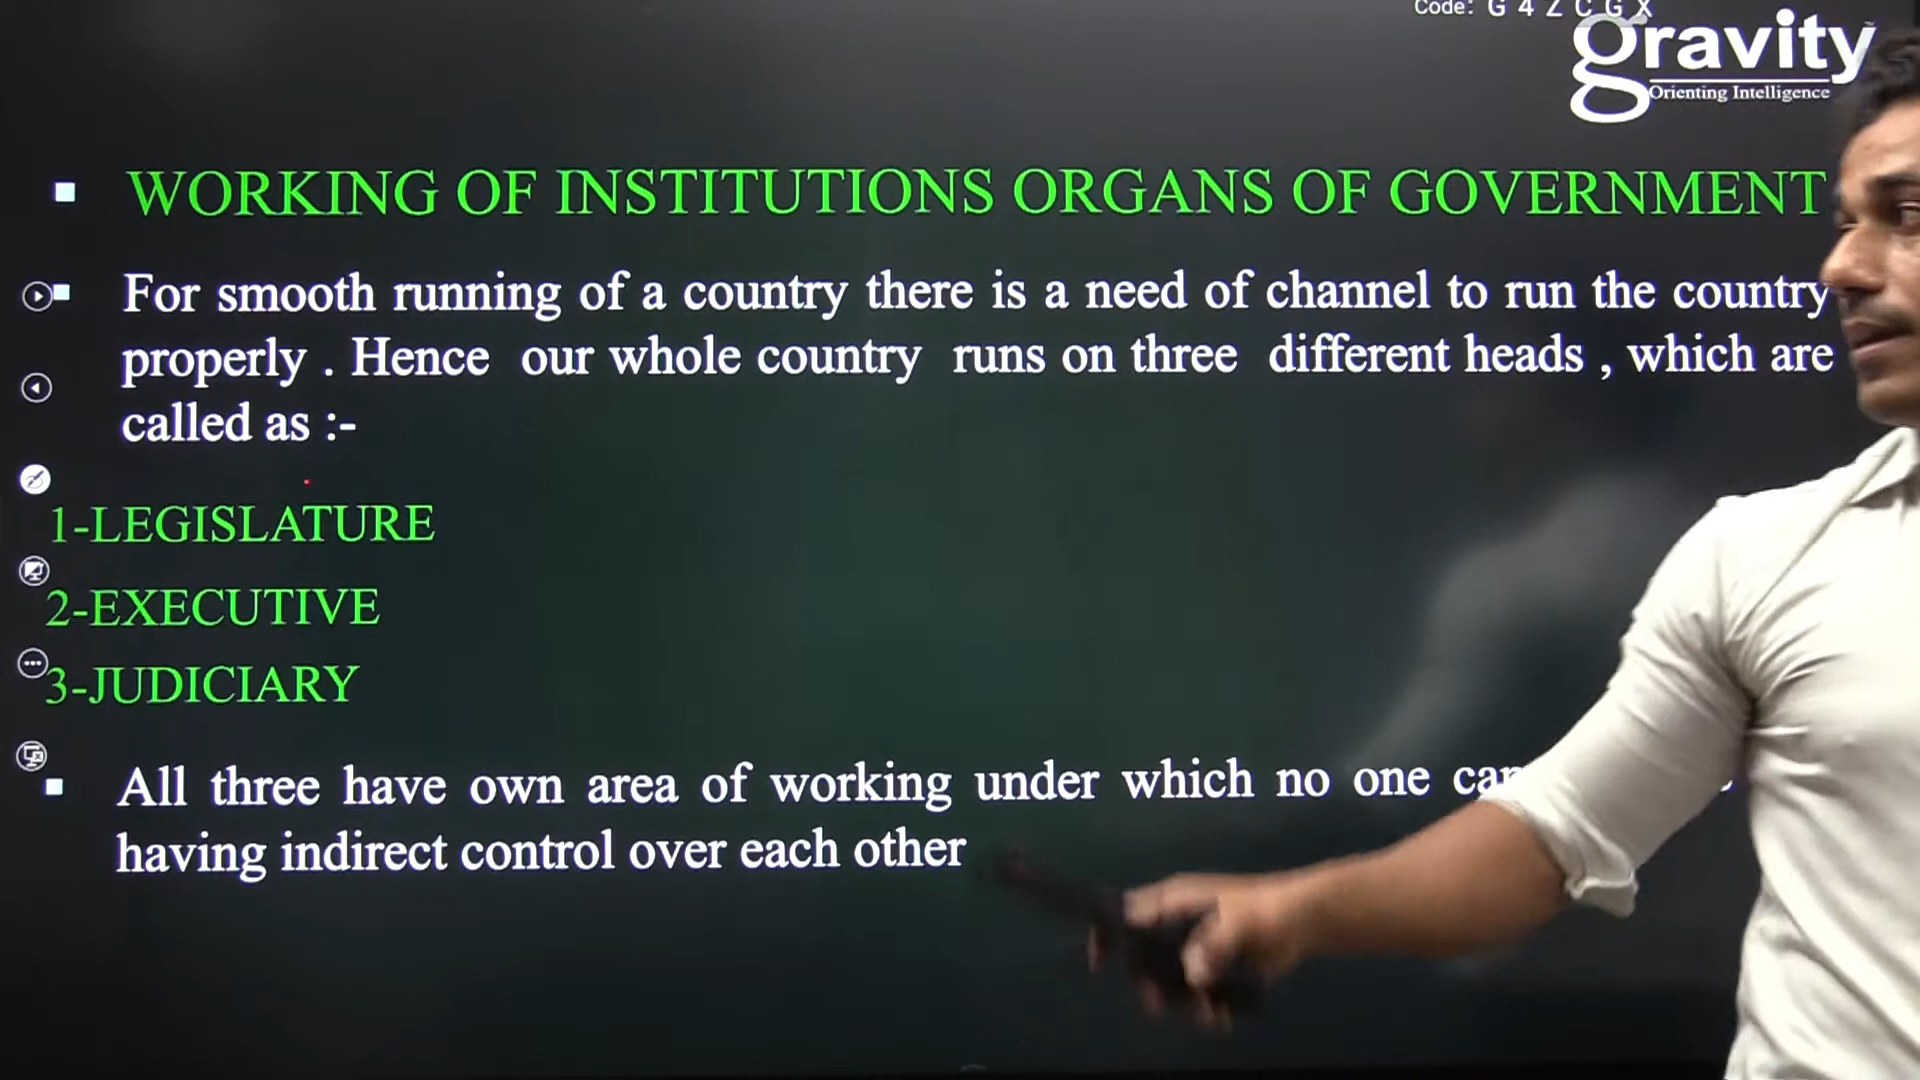 Code: G 4 Z C G X
gravity
Orienting Intelligence
WORKING OF INSTITUTIONS ORGANS OF GOVERNMENT
For smooth running of a country there is a need of channel to run the country
properly . Hence our whole country runs on three different heads , which are
called as :-
1-LEGISLATURE
2-EXECUTIVE
3-JUDICIARY
All three have own area of working under which no one
having indirect control over each other